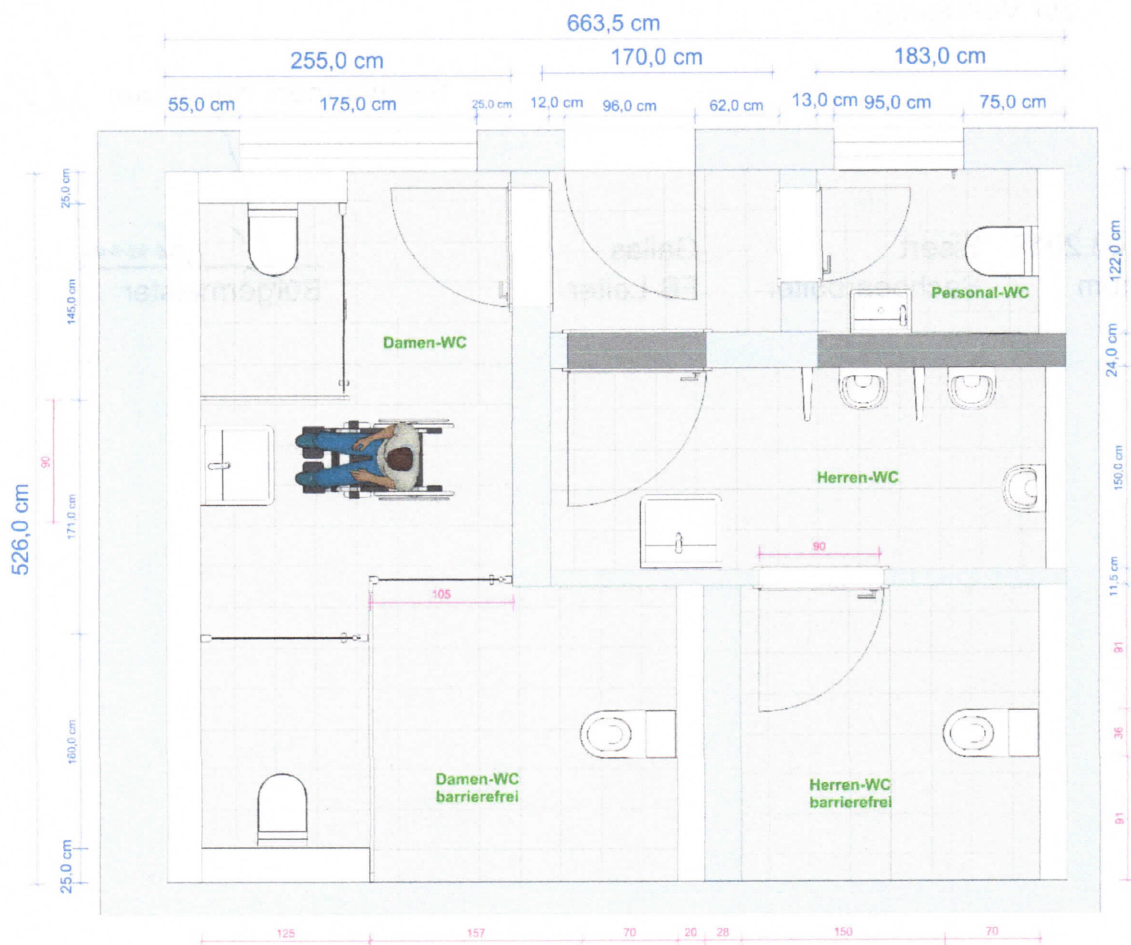 663,5 cm
255,0 cm 170,0 cm 183,0 cm
55,0 cm 175,0 cm 25,0 cm 12,0 cm 96,0 cm 62,0 cm 13,0 cm 95,0 cm 75,0 cm
25,0 cm
122,0 cm
145,0 cm
Personal-WC
Damen-WC
24,0 cm
90
Herren-WC
150,0 cm
526,0 cm
171,0 cm
90
11,5 cm
105
91
36
160,0 cm
Damen-WC
barrierefrei
Herren-WC
barrierefrei
91
25,0 cm
125 157 70 20 28 150 70